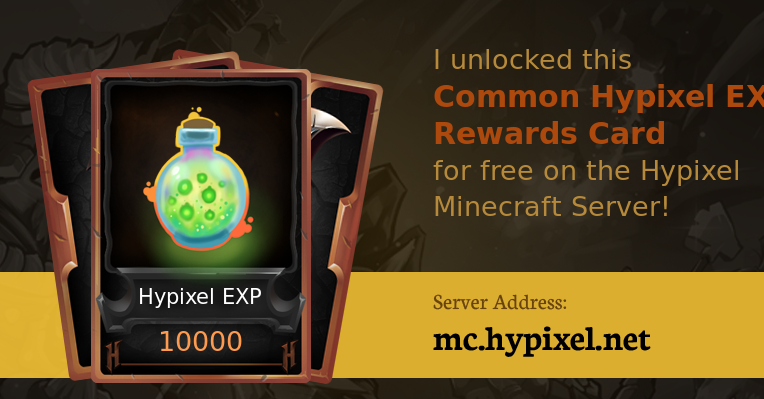 I unlocked this
Common Hypixel EX
Rewards Card
for free on the Hypixel
Minecraft Server!
Hypixel EXP
10000
Server Address:
mc.hypixel.net